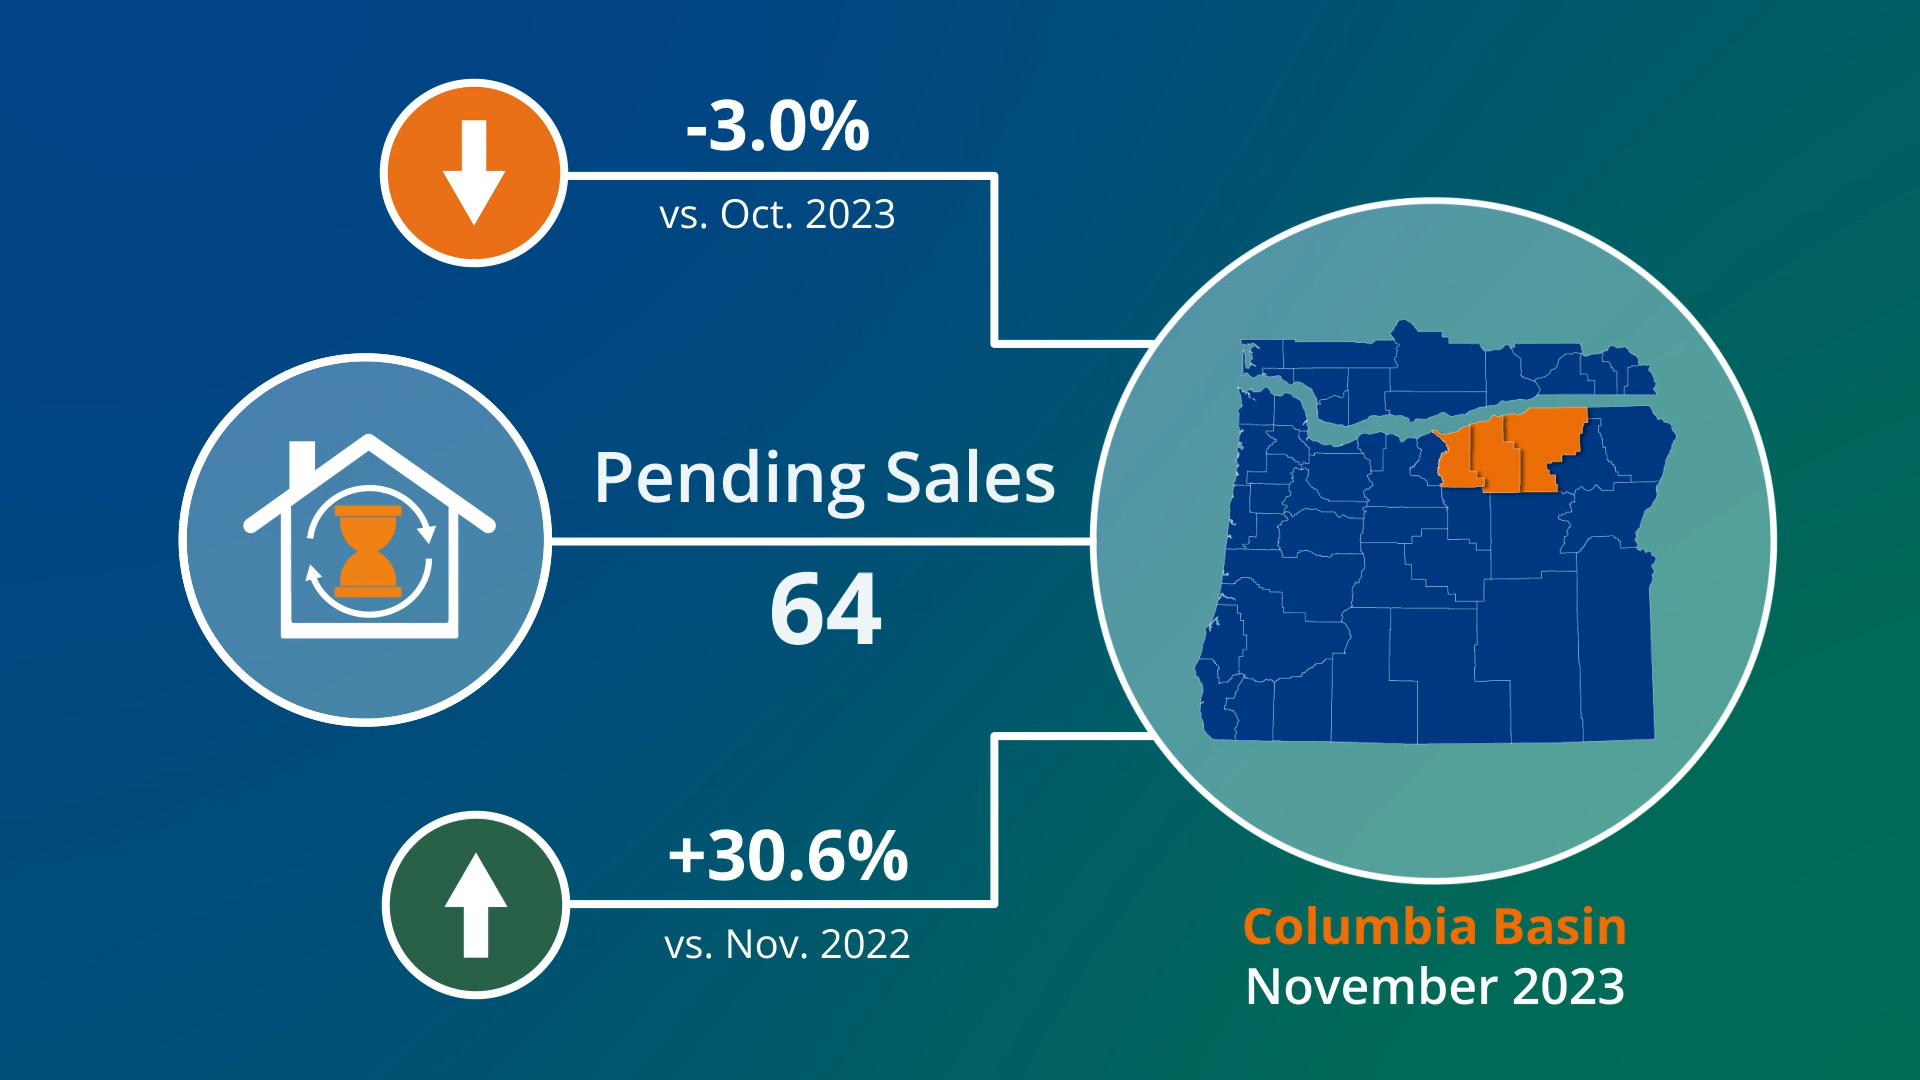 -3.0%
vs. Oct. 2023
Pending Sales
64
+30.6%
vs. Nov. 2022
Columbia Basin
November 2023